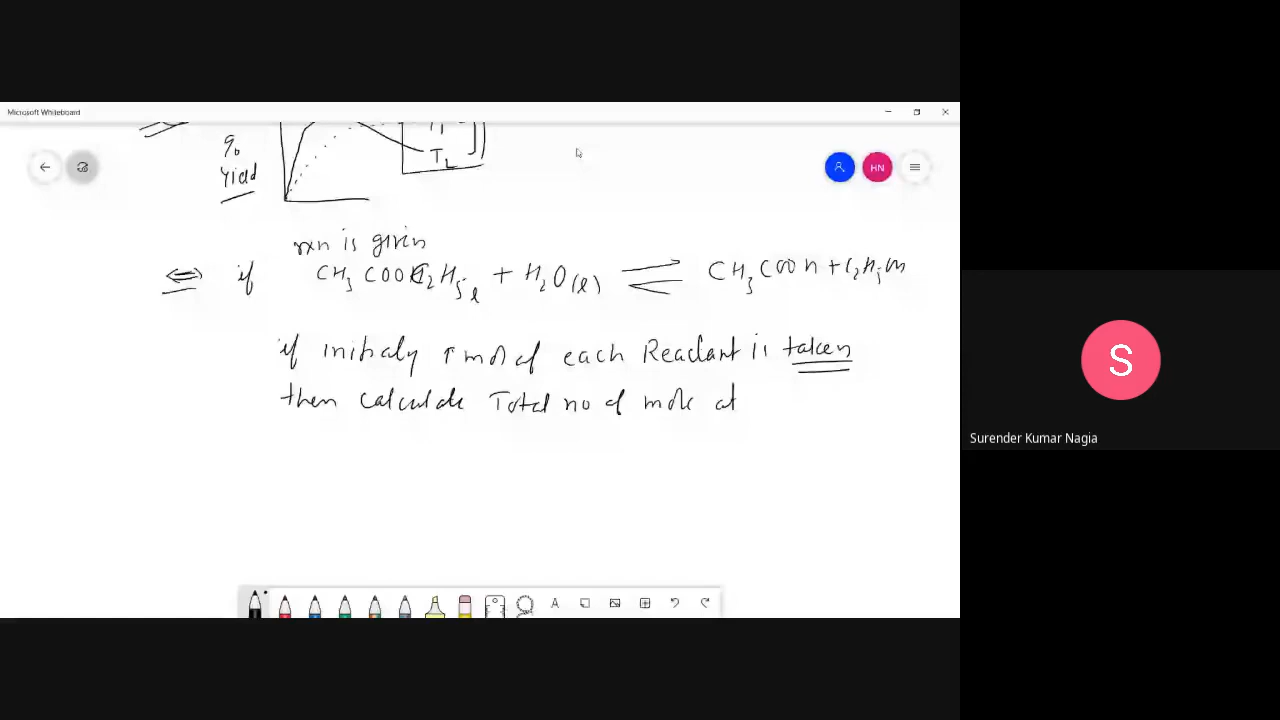 Microsoft Whiteboard
%
Yield
T1
T2
HN
rxn is given
⇔ if CH3COOC2H5 l + H2O(l) ⇌ CH3COOH + C2H5OH
if initialy 1 mol of each Reactant is taken
then calculate Total no of mole at
S
Surender Kumar Nagia
A